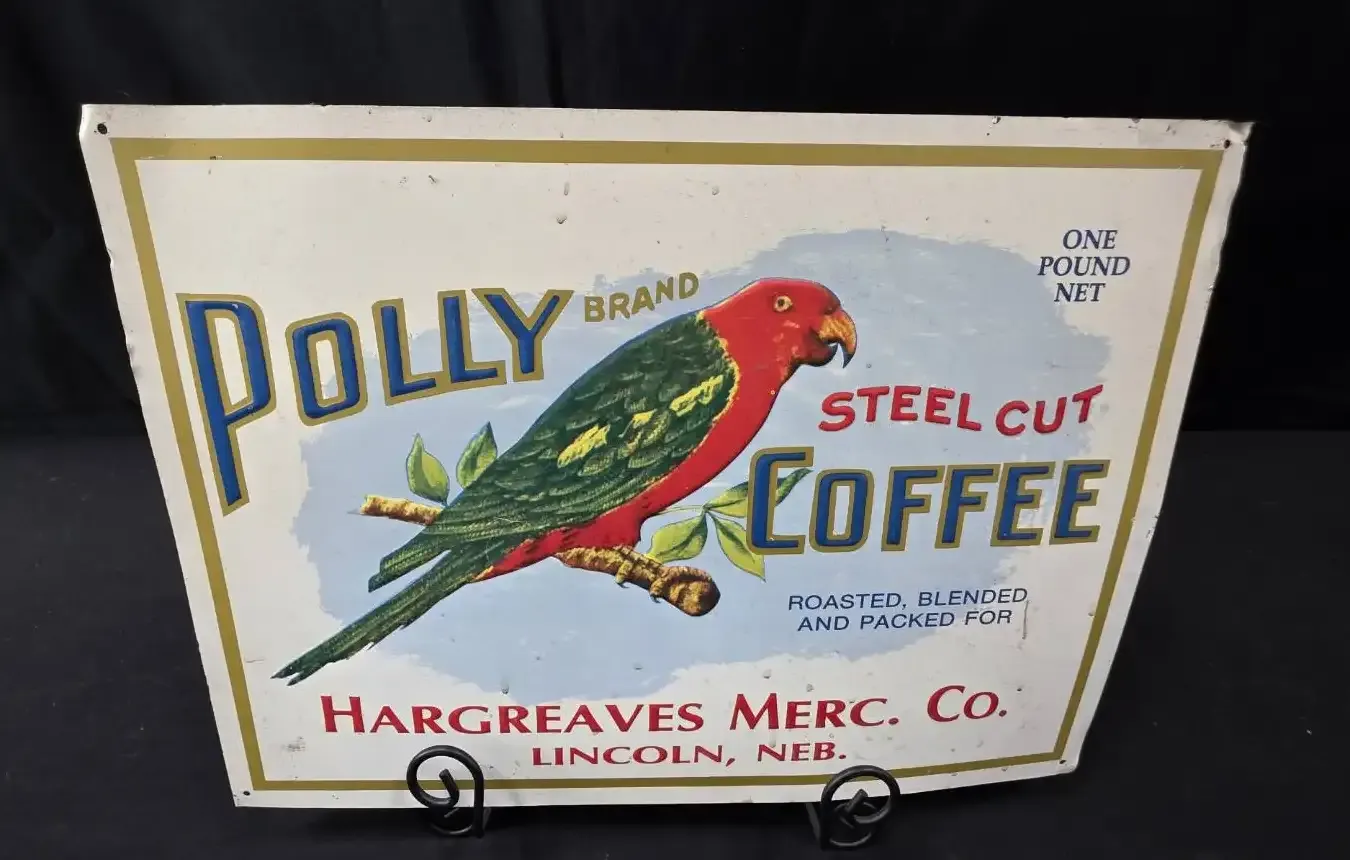 POLLY BRAND
ONE
POUND
NET
STEEL CUT
COFFEE
ROASTED, BLENDED
AND PACKED FOR
HARGREAVES MERC. CO.
LINCOLN, NEB.